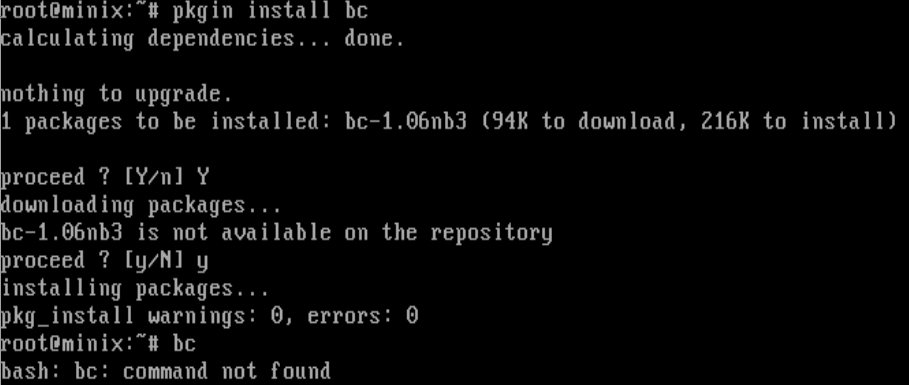 root@minix:~# pkgin install bc
calculating dependencies... done.
nothing to upgrade.
1 packages to be installed: bc-1.06nb3 (94K to download, 216K to install)
proceed ? [Y/n] Y
downloading packages...
bc-1.06nb3 is not available on the repository
proceed ? [y/N] y
installing packages...
pkg_install warnings: 0, errors: 0
root@minix:~# bc
bash: bc: command not found